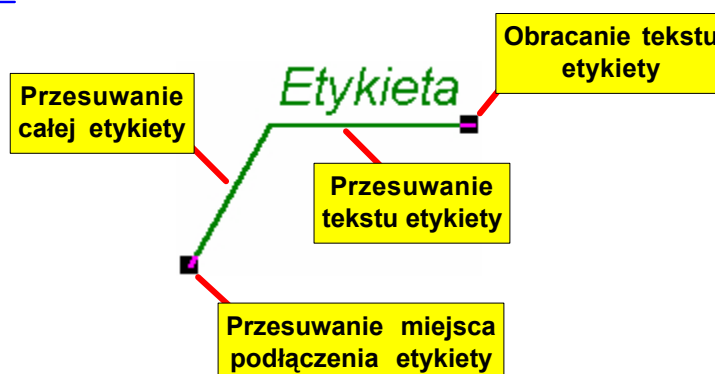 Obracanie tekstu
etykiety
Etykieta
Przesuwanie
całej etykiety
Przesuwanie
tekstu etykiety
Przesuwanie miejsca
podłączenia etykiety